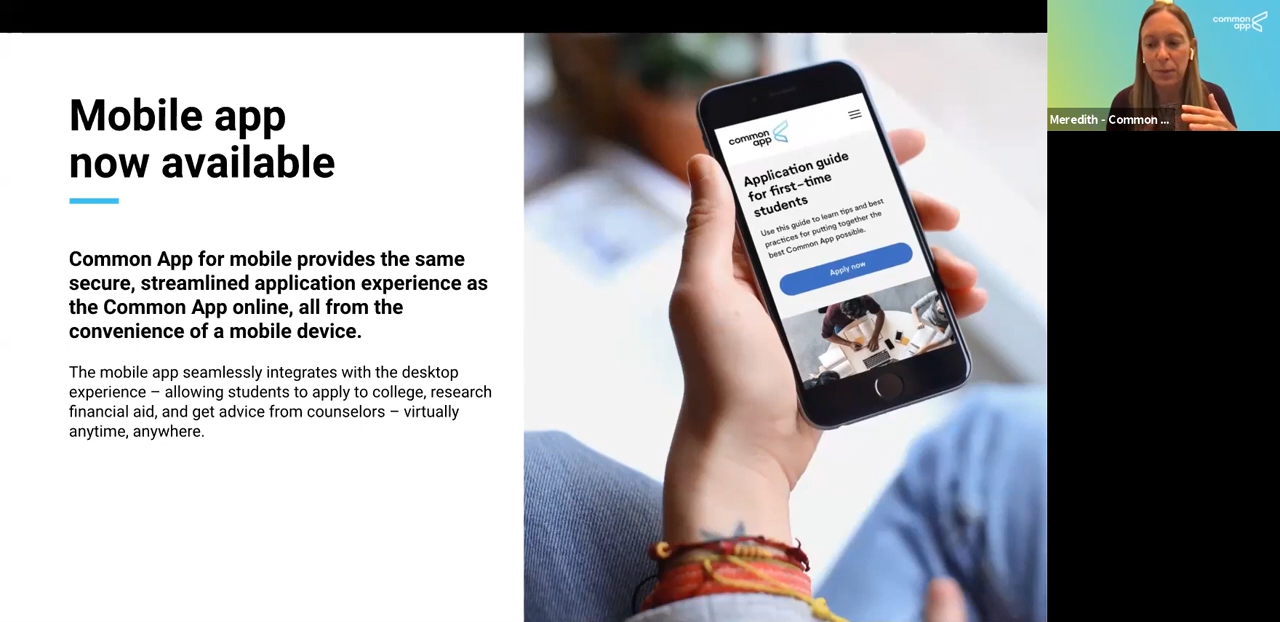 Mobile app
now available
Common App for mobile provides the same
secure, streamlined application experience as
the Common App online, all from the
convenience of a mobile device.
The mobile app seamlessly integrates with the desktop
experience – allowing students to apply to college, research
financial aid, and get advice from counselors – virtually
anytime, anywhere.
common
app
Application guide
for first-time
students
Use this guide to learn tips and best
practices for putting together the
best Common App possible.
Apply now
common
app
Meredith - Common ...